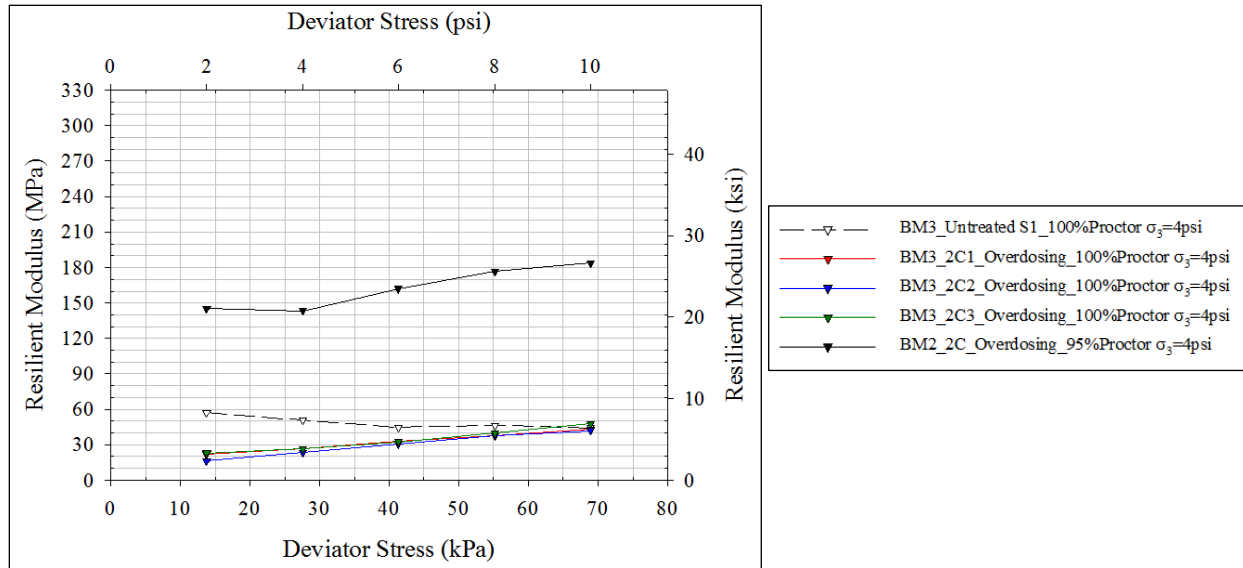 Deviator Stress (psi)
0 2 4 6 8 10
330
300
270
240
210
180
150
120
90
60
30
0
Resilient Modulus (MPa)
40
30
20
10
0
Resilient Modulus (ksi)
0 10 20 30 40 50 60 70 80
Deviator Stress (kPa)
BM3_Untreated S1_100%Proctor σ₃=4psi
BM3_2C1_Overdosing_100%Proctor σ₃=4psi
BM3_2C2_Overdosing_100%Proctor σ₃=4psi
BM3_2C3_Overdosing_100%Proctor σ₃=4psi
BM2_2C_Overdosing_95%Proctor σ₃=4psi